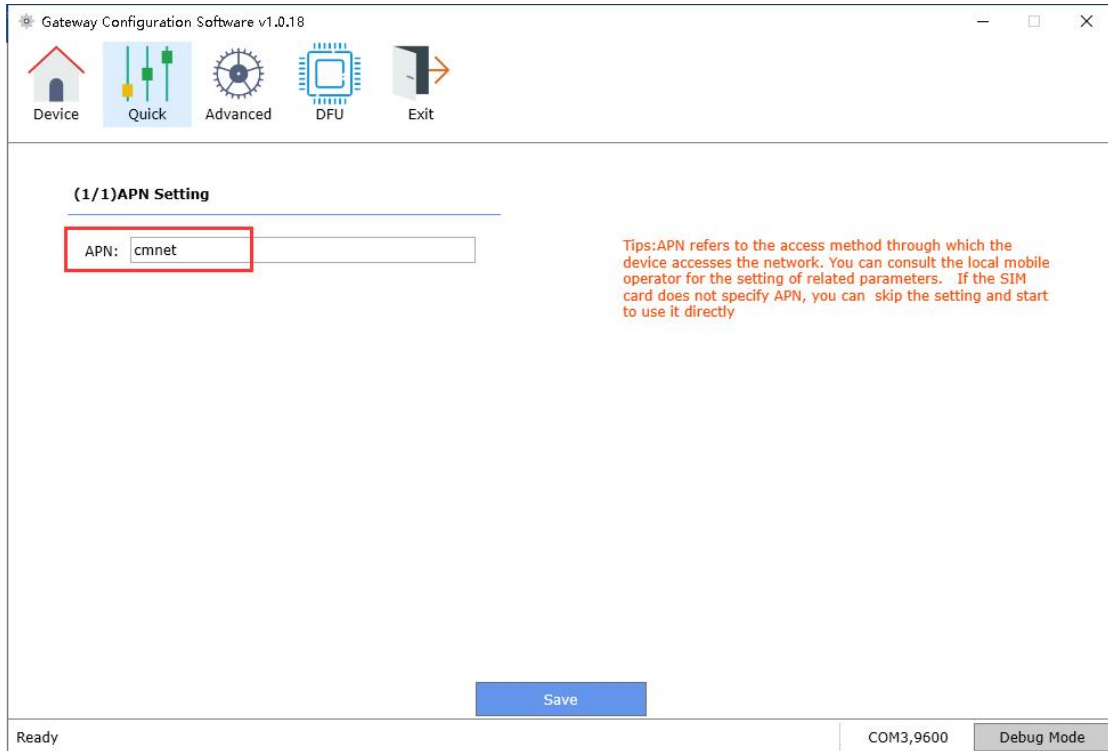 Gateway Configuration Software v1.0.18
Device
Quick
Advanced
DFU
Exit
(1/1)APN Setting
APN: cmnet
Tips:APN refers to the access method through which the
device accesses the network. You can consult the local mobile
operator for the setting of related parameters. If the SIM
card does not specify APN, you can skip the setting and start
to use it directly
Save
Ready
COM3,9600
Debug Mode